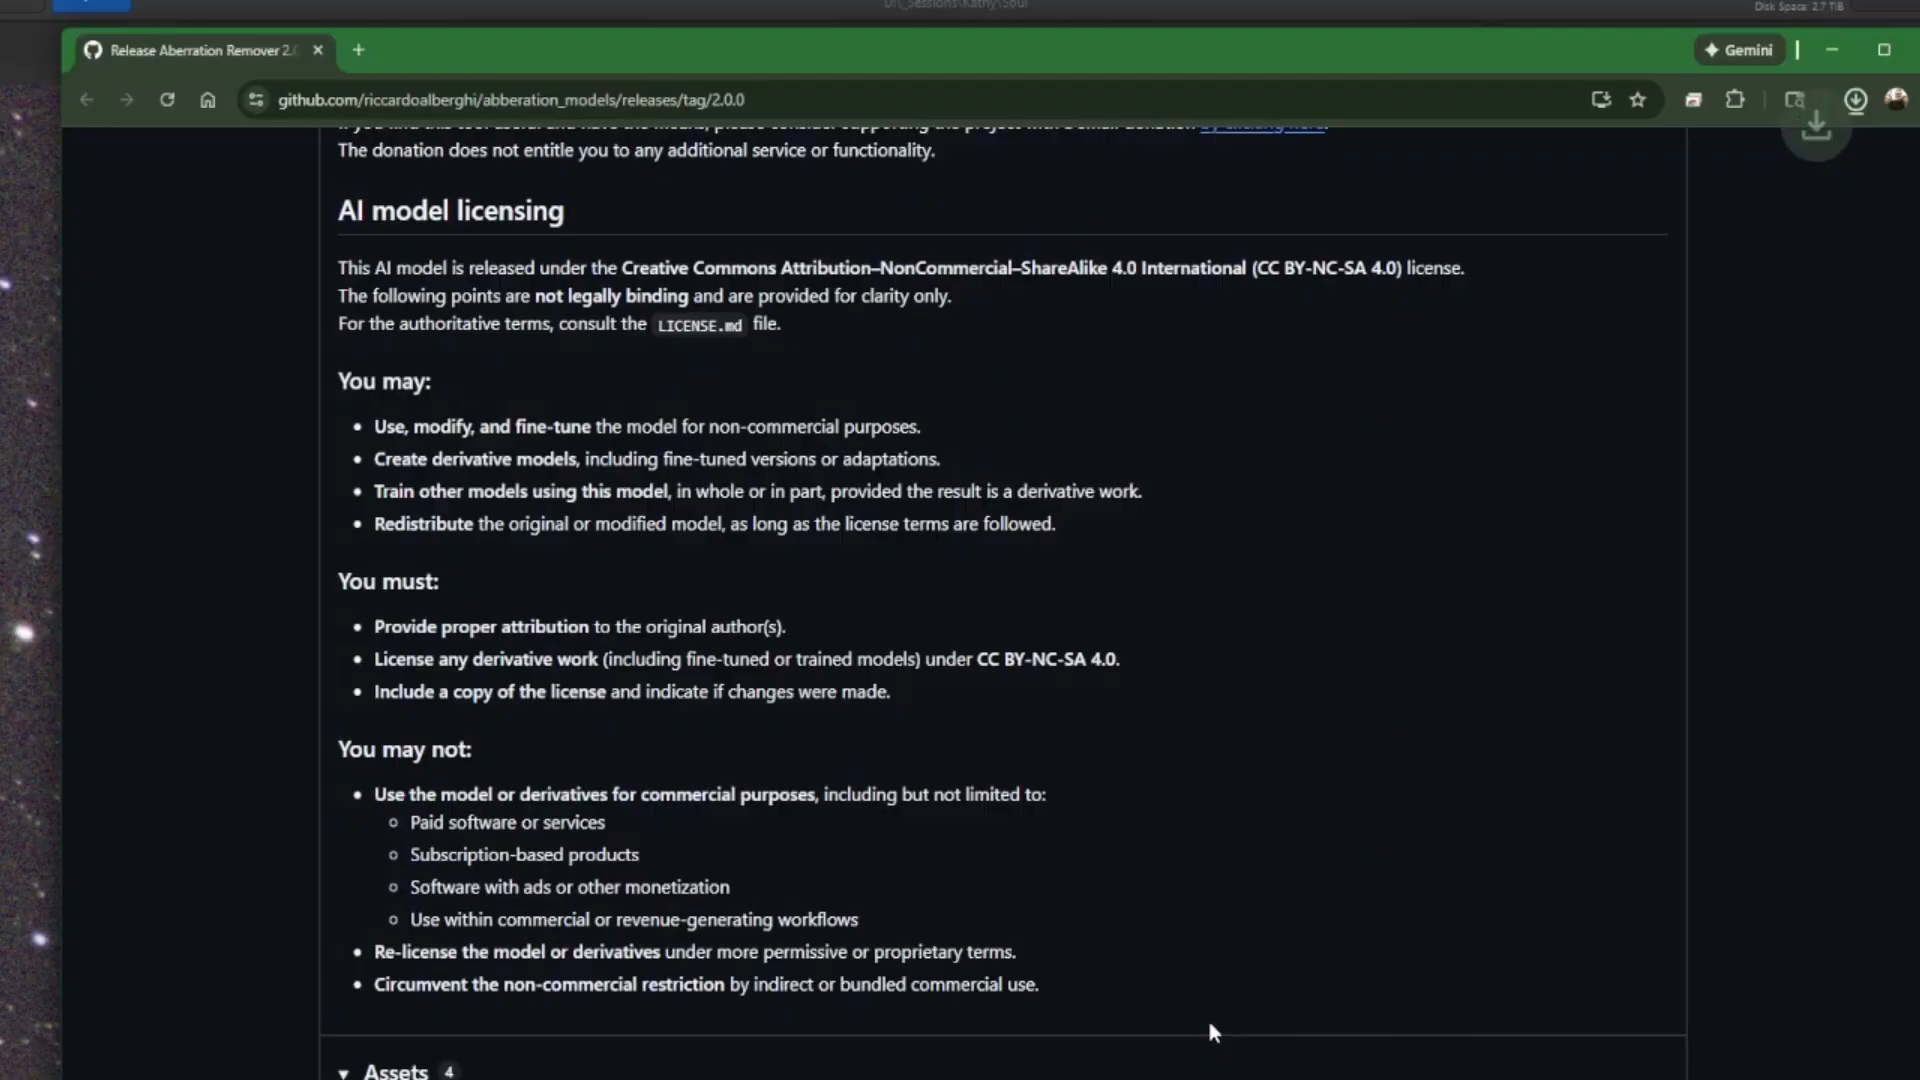 D:\_Sessions\Kathy\Soul
Disk Space: 2.7 TiB
Release Aberration Remover 2.0
Gemini
github.com/riccardoalberghi/abberation_models/releases/tag/2.0.0
The donation does not entitle you to any additional service or functionality.
AI model licensing
This AI model is released under the Creative Commons Attribution–NonCommercial–ShareAlike 4.0 International (CC BY-NC-SA 4.0) license.
The following points are not legally binding and are provided for clarity only.
For the authoritative terms, consult the LICENSE.md file.
You may:
• Use, modify, and fine-tune the model for non-commercial purposes.
• Create derivative models, including fine-tuned versions or adaptations.
• Train other models using this model, in whole or in part, provided the result is a derivative work.
• Redistribute the original or modified model, as long as the license terms are followed.
You must:
• Provide proper attribution to the original author(s).
• License any derivative work (including fine-tuned or trained models) under CC BY-NC-SA 4.0.
• Include a copy of the license and indicate if changes were made.
You may not:
• Use the model or derivatives for commercial purposes, including but not limited to:
○ Paid software or services
○ Subscription-based products
○ Software with ads or other monetization
○ Use within commercial or revenue-generating workflows
• Re-license the model or derivatives under more permissive or proprietary terms.
• Circumvent the non-commercial restriction by indirect or bundled commercial use.
▾ Assets 4